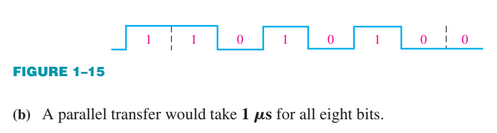 1 1 0 1 0 1 0 0
FIGURE 1–15
(b) A parallel transfer would take 1 μs for all eight bits.